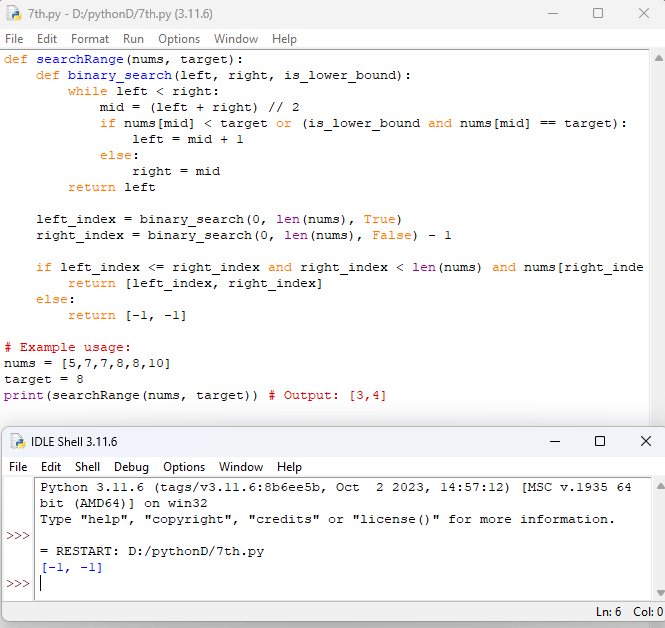 7th.py - D:/pythonD/7th.py (3.11.6)
File Edit Format Run Options Window Help
def searchRange(nums, target):
    def binary_search(left, right, is_lower_bound):
        while left < right:
            mid = (left + right) // 2
            if nums[mid] < target or (is_lower_bound and nums[mid] == target):
                left = mid + 1
            else:
                right = mid
        return left

    left_index = binary_search(0, len(nums), True)
    right_index = binary_search(0, len(nums), False) - 1

    if left_index <= right_index and right_index < len(nums) and nums[right_inde
        return [left_index, right_index]
    else:
        return [-1, -1]

# Example usage:
nums = [5,7,7,8,8,10]
target = 8
print(searchRange(nums, target)) # Output: [3,4]
IDLE Shell 3.11.6
File Edit Shell Debug Options Window Help
Python 3.11.6 (tags/v3.11.6:8b6ee5b, Oct  2 2023, 14:57:12) [MSC v.1935 64
bit (AMD64)] on win32
Type "help", "copyright", "credits" or "license()" for more information.
>>>
= RESTART: D:/pythonD/7th.py
[-1, -1]
>>>
Ln: 6 Col: 0